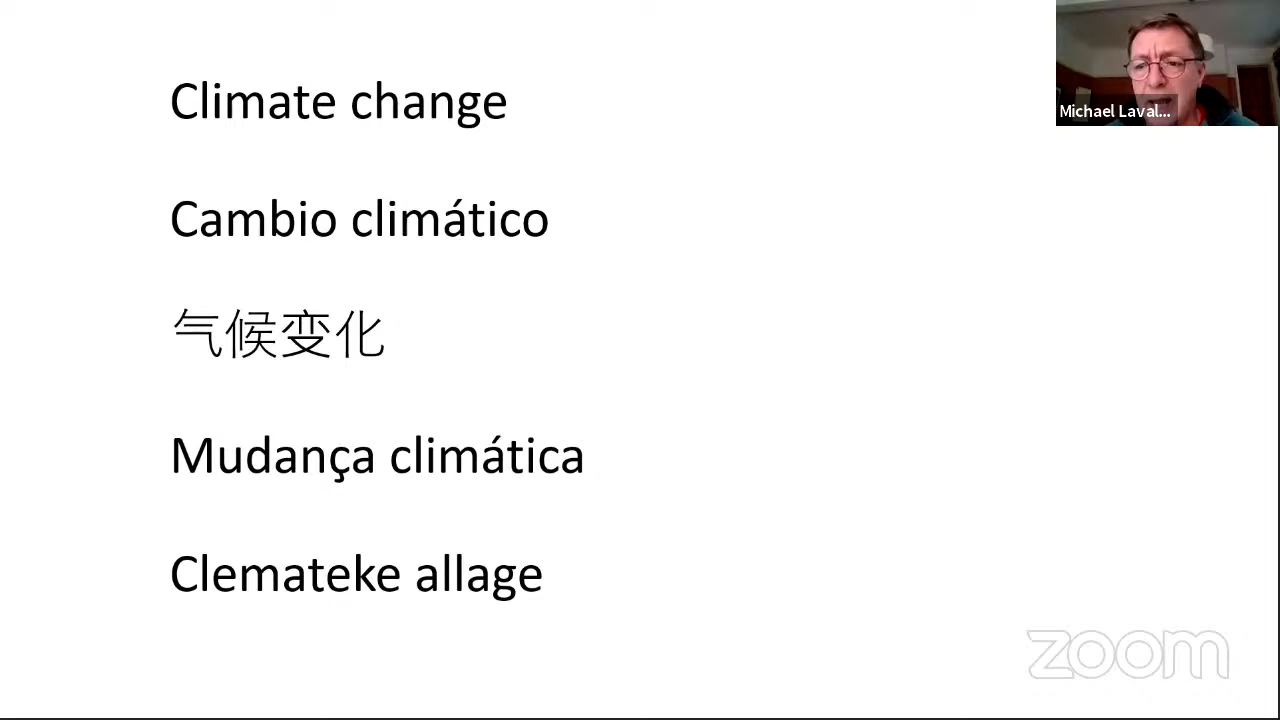 Climate change
Michael Laval...
Cambio climático
气候变化
Mudança climática
Clemateke allage
zoom